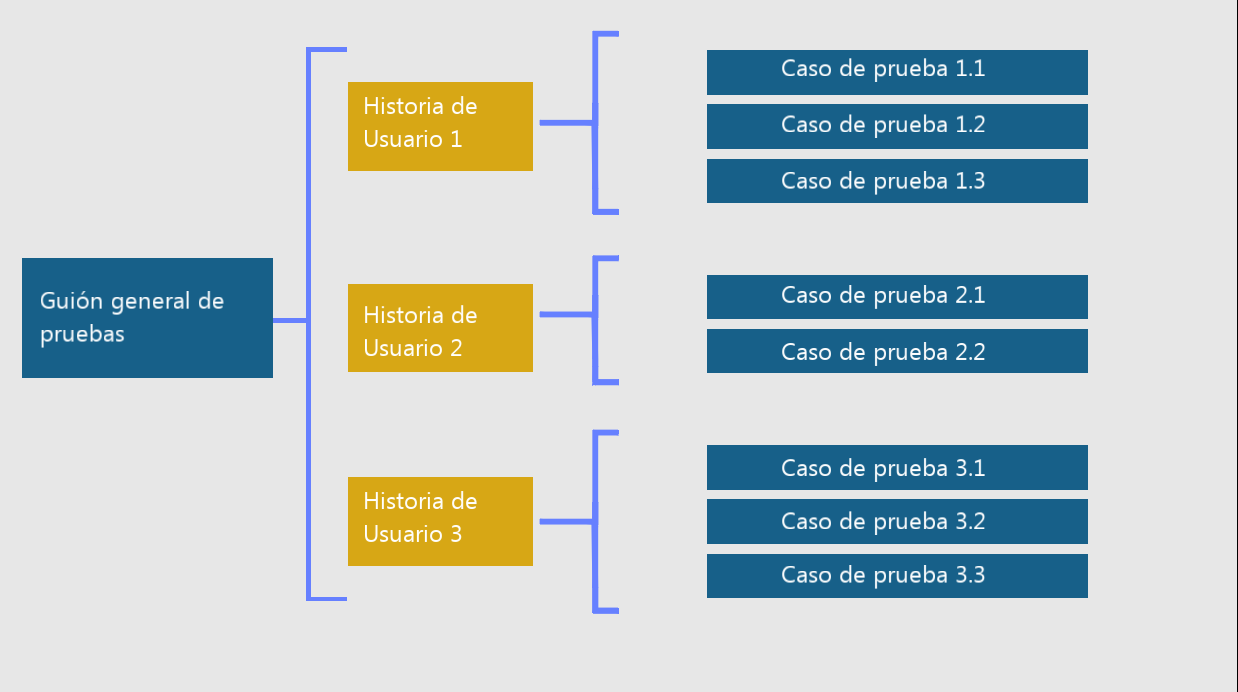 Guión general de
pruebas
Historia de
Usuario 1
Caso de prueba 1.1
Caso de prueba 1.2
Caso de prueba 1.3
Historia de
Usuario 2
Caso de prueba 2.1
Caso de prueba 2.2
Historia de
Usuario 3
Caso de prueba 3.1
Caso de prueba 3.2
Caso de prueba 3.3